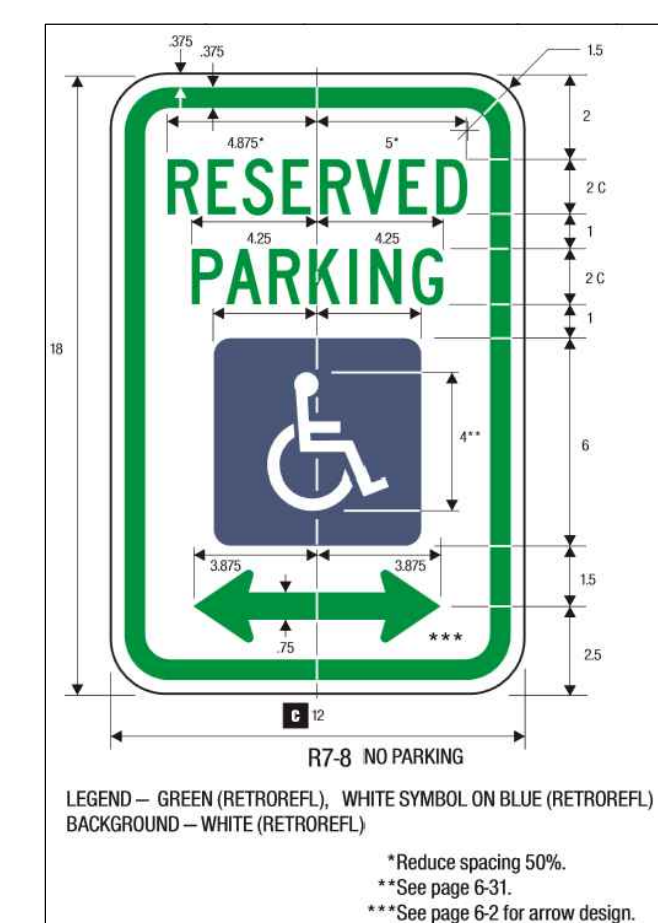 .375
.375
1.5
2
4.875*
5*
RESERVED
2 C
4.25
4.25
1
PARKING
2 C
1
18
4**
6
3.875
3.875
1.5
.75
***
2.5
C 12
R7-8 NO PARKING
LEGEND — GREEN (RETROREFL), WHITE SYMBOL ON BLUE (RETROREFL)
BACKGROUND — WHITE (RETROREFL)
*Reduce spacing 50%.
**See page 6-31.
***See page 6-2 for arrow design.